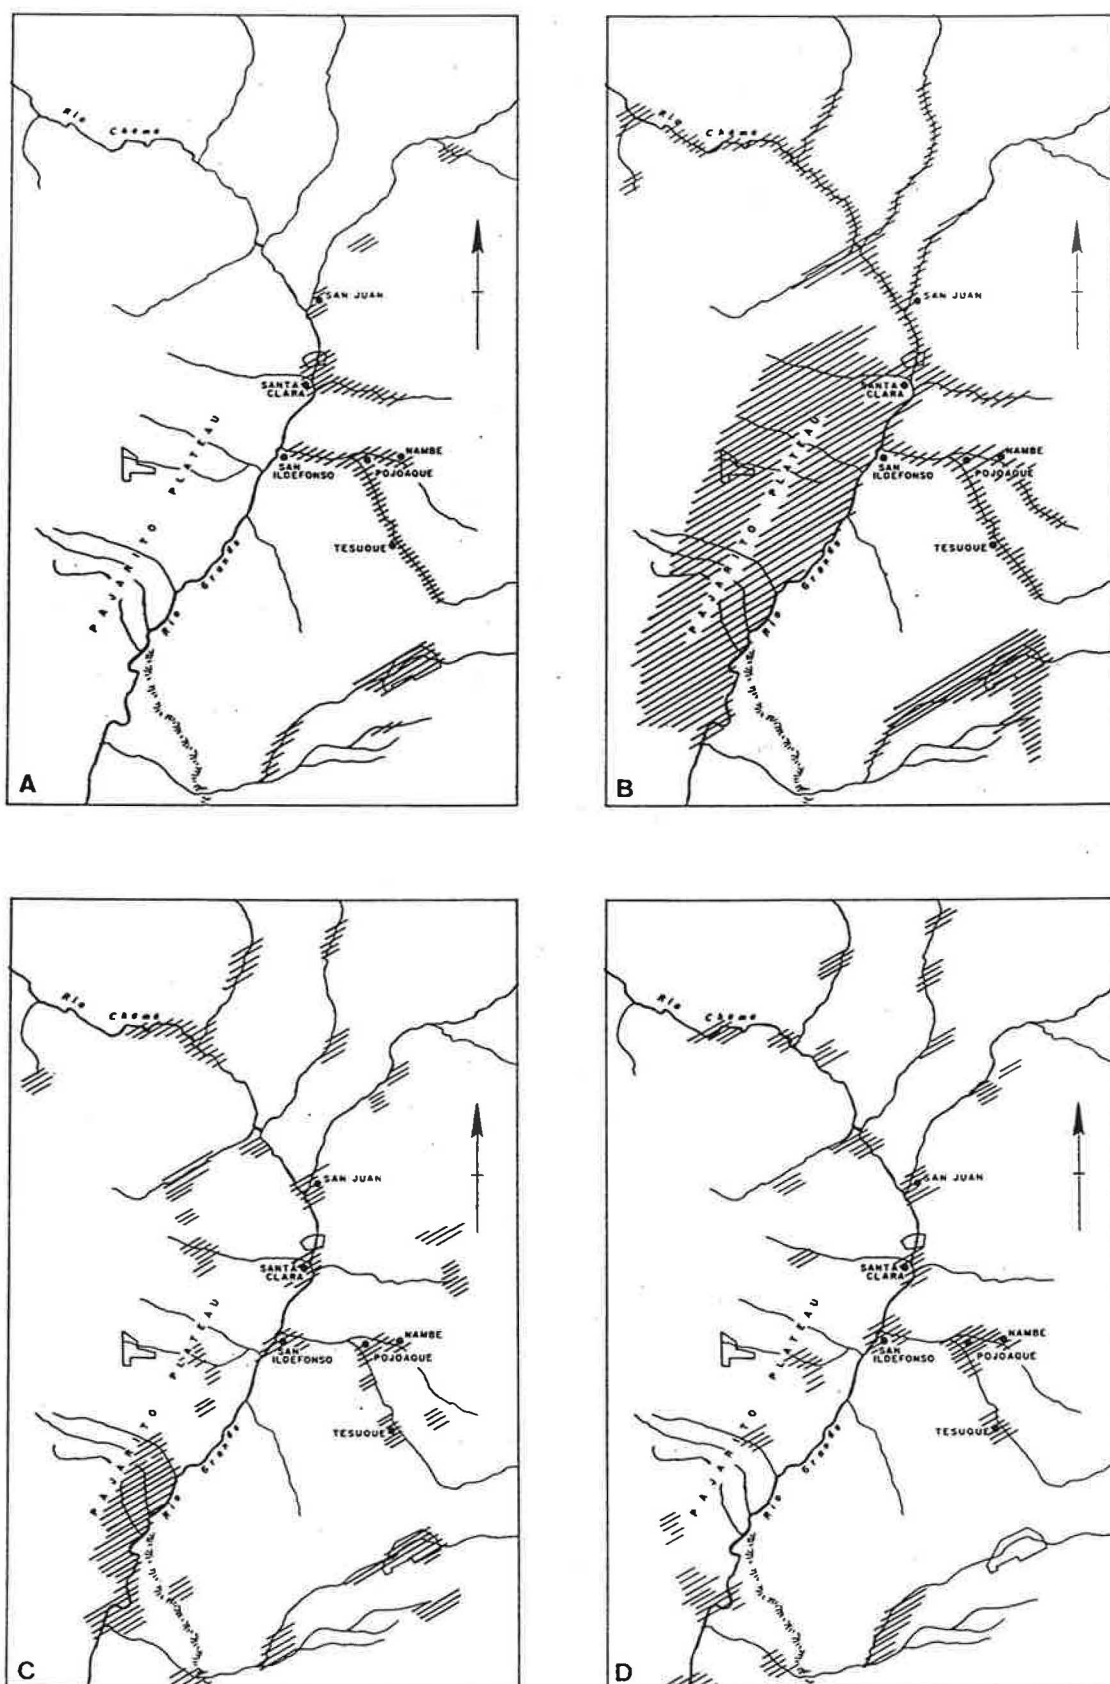 Rio Chama
SAN JUAN
SANTA
CLARA
NAMBE
SAN
ILDEFONSO
POJOAQUE
PAJARITO PLATEAU
TESUQUE
Rio Grande
A
Rio Chama
SAN JUAN
SANTA
CLARA
NAMBE
SAN
ILDEFONSO
POJOAQUE
PAJARITO PLATEAU
TESUQUE
Rio Grande
B
Rio Chama
SAN JUAN
SANTA
CLARA
NAMBE
SAN
ILDEFONSO
POJOAQUE
PAJARITO PLATEAU
TESUQUE
Rio Grande
C
Rio Chama
SAN JUAN
SANTA
CLARA
NAMBE
SAN
ILDEFONSO
POJOAQUE
PAJARITO PLATEAU
TESUQUE
Rio Grande
D